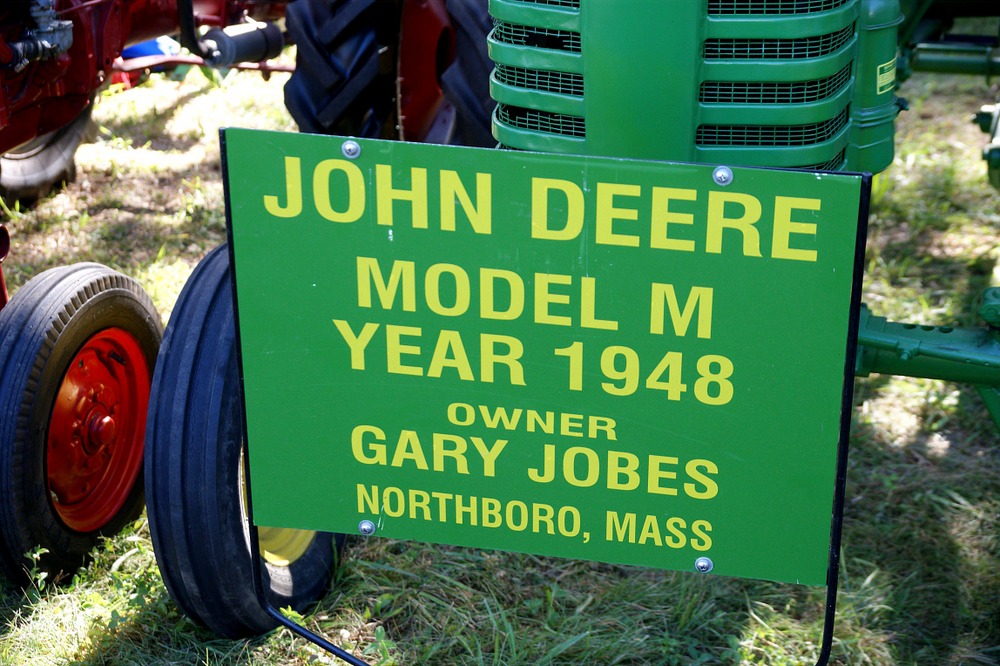 JOHN DEERE
MODEL M
YEAR 1948
OWNER
GARY JOBES
NORTHBORO, MASS